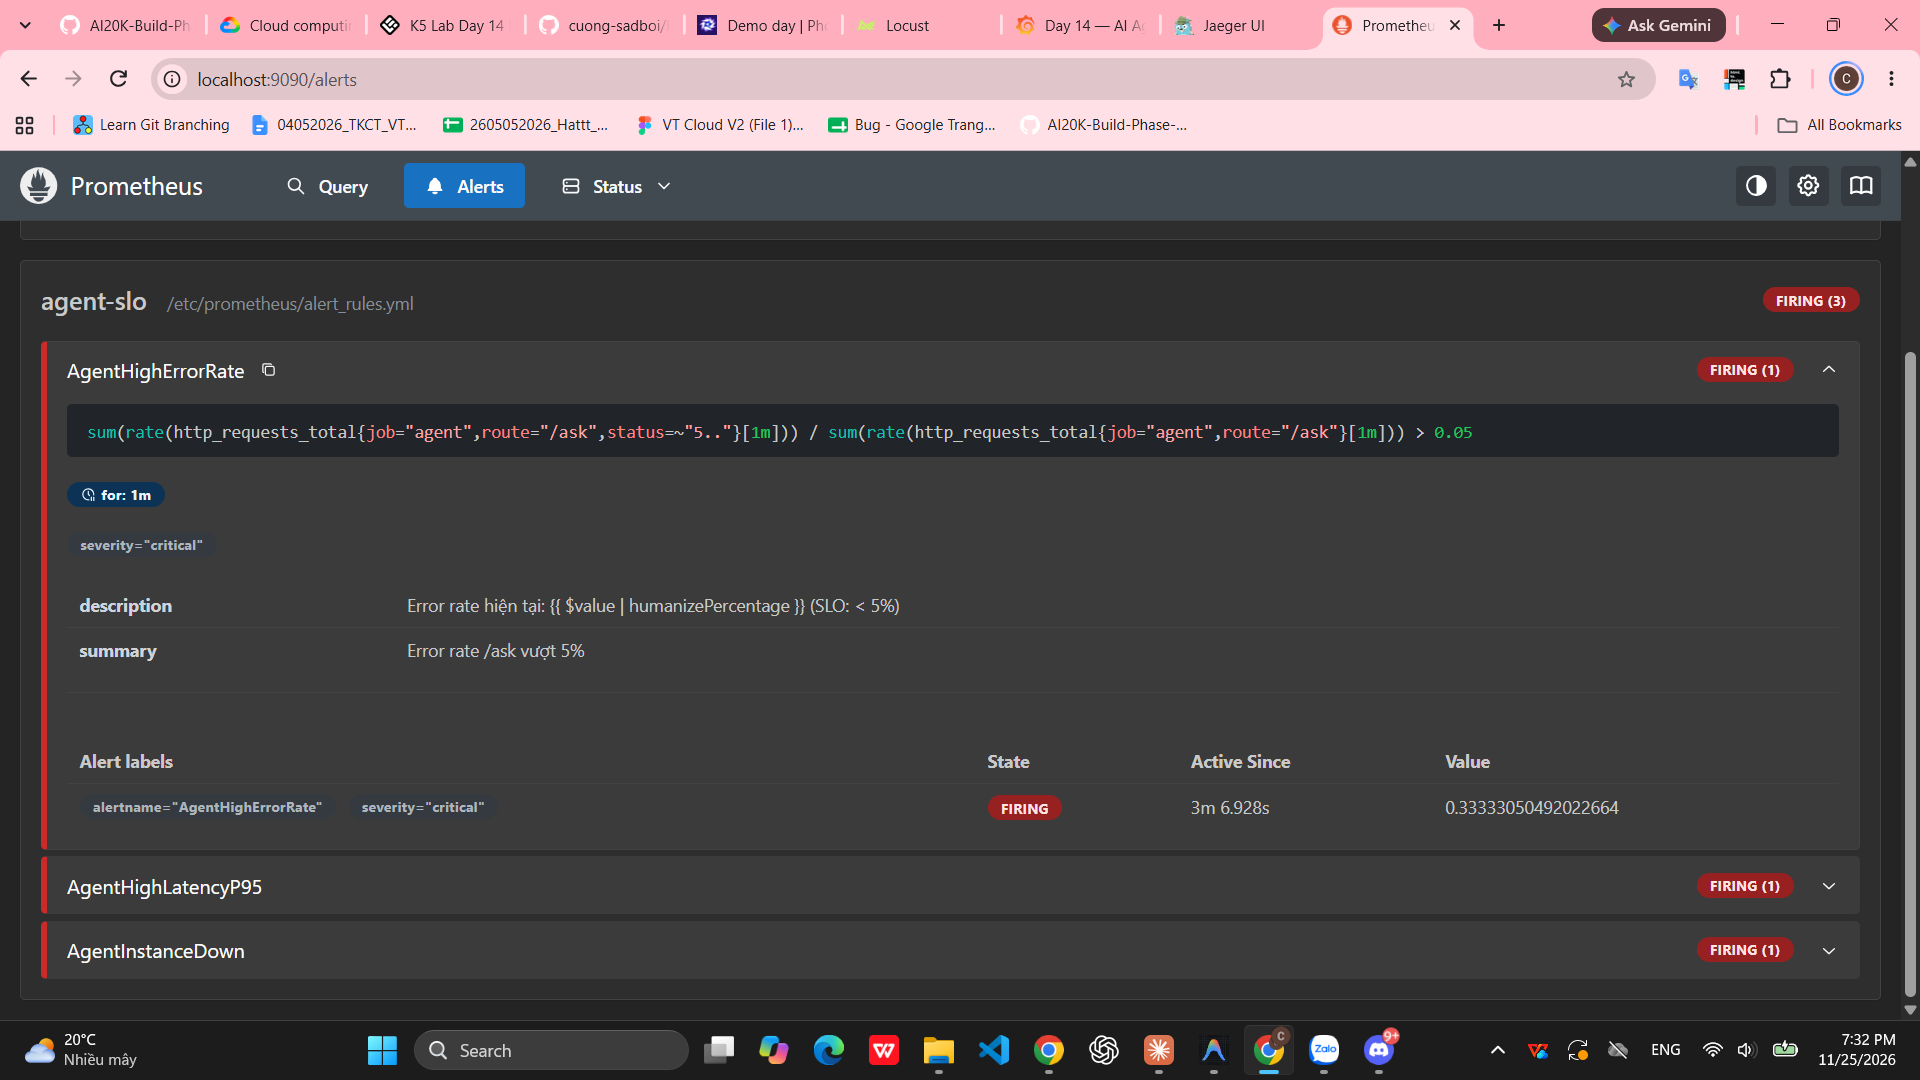 AI20K-Build-Ph
Cloud computi
K5 Lab Day 14
cuong-sadboi/
Demo day | Ph
Locust
Day 14 — AI A
Jaeger UI
Prometheu
Ask Gemini
localhost:9090/alerts
C
Learn Git Branching
04052026_TKCT_VT...
2605052026_Hattt_...
VT Cloud V2 (File 1)...
Bug - Google Trang...
AI20K-Build-Phase-...
All Bookmarks
Prometheus
Query
Alerts
Status
agent-slo /etc/prometheus/alert_rules.yml
FIRING (3)
AgentHighErrorRate
FIRING (1)
sum(rate(http_requests_total{job="agent",route="/ask",status=~"5.."}[1m])) / sum(rate(http_requests_total{job="agent",route="/ask"}[1m])) > 0.05
for: 1m
severity="critical"
description Error rate hiện tại: {{ $value | humanizePercentage }} (SLO: < 5%)
summary Error rate /ask vượt 5%
Alert labels State Active Since Value
alertname="AgentHighErrorRate" severity="critical" FIRING 3m 6.928s 0.33333050492022664
AgentHighLatencyP95
FIRING (1)
AgentInstanceDown
FIRING (1)
20°C
Nhiều mây
Search
C
Zalo
9+
ENG
7:32 PM
11/25/2026